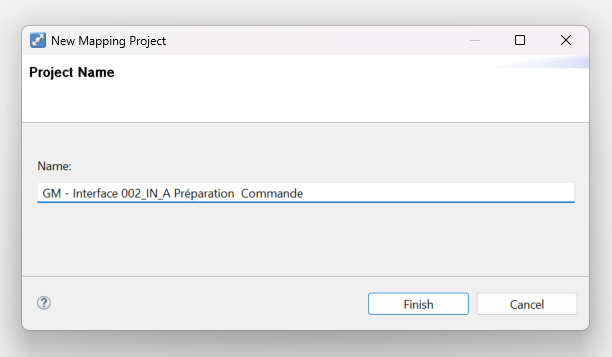 New Mapping Project
Project Name
Name:
GM - Interface 002_IN_A Préparation  Commande
Finish
Cancel